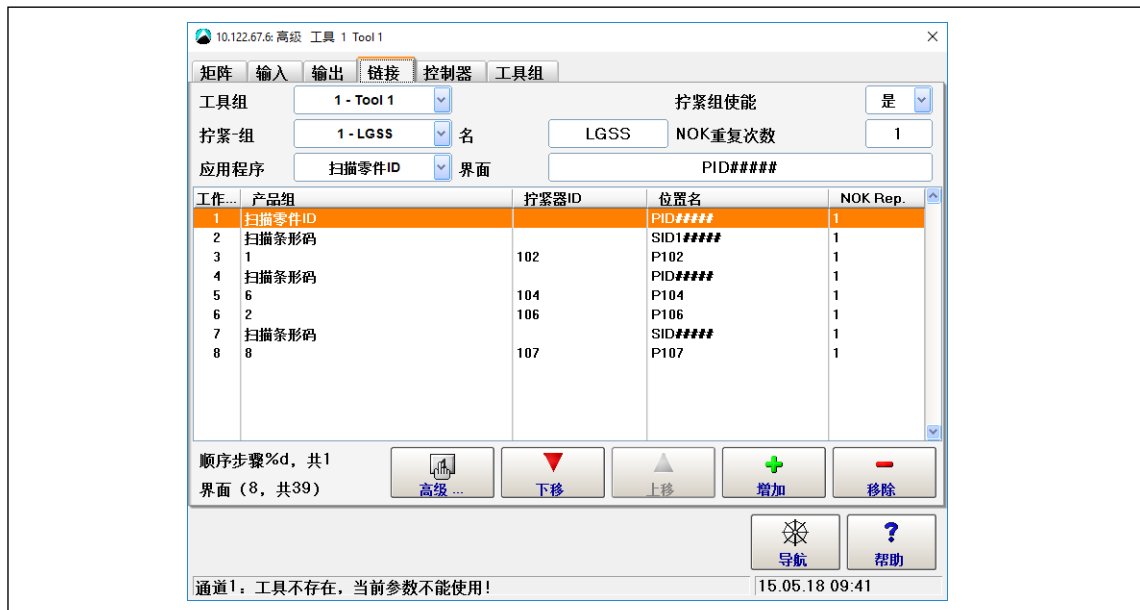 10.122.67.6: 高级 工具 1 Tool 1
矩阵 输入 输出 链接 控制器 工具组
工具组 1 - Tool 1 拧紧组使能 是
拧紧-组 1 - LGSS 名 LGSS NOK重复次数 1
应用程序 扫描零件ID 界面 PID#####
工作... 产品组 拧紧器ID 位置名 NOK Rep.
1 扫描零件ID PID##### 1
2 扫描条形码 SID1##### 1
3 1 102 P102 1
4 扫描条形码 PID##### 1
5 6 104 P104 1
6 2 106 P106 1
7 扫描条形码 SID##### 1
8 8 107 P107 1
顺序步骤%d，共1
界面（8，共39）
高级 ... 下移 上移 增加 移除
导航 帮助
通道1：工具不存在，当前参数不能使用！ 15.05.18 09:41